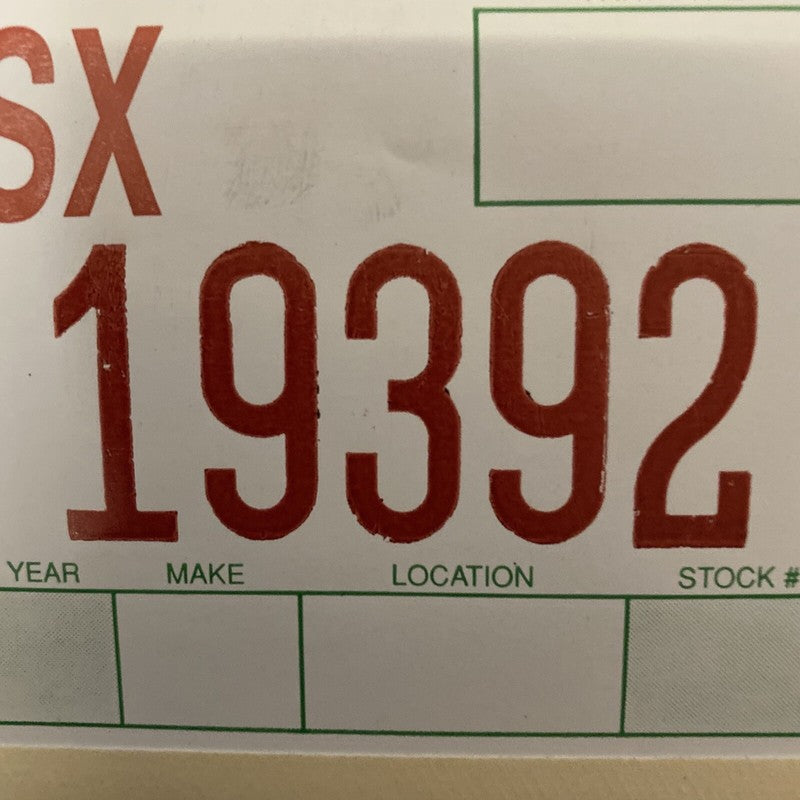 SX
19392
YEAR MAKE LOCATION STOCK #